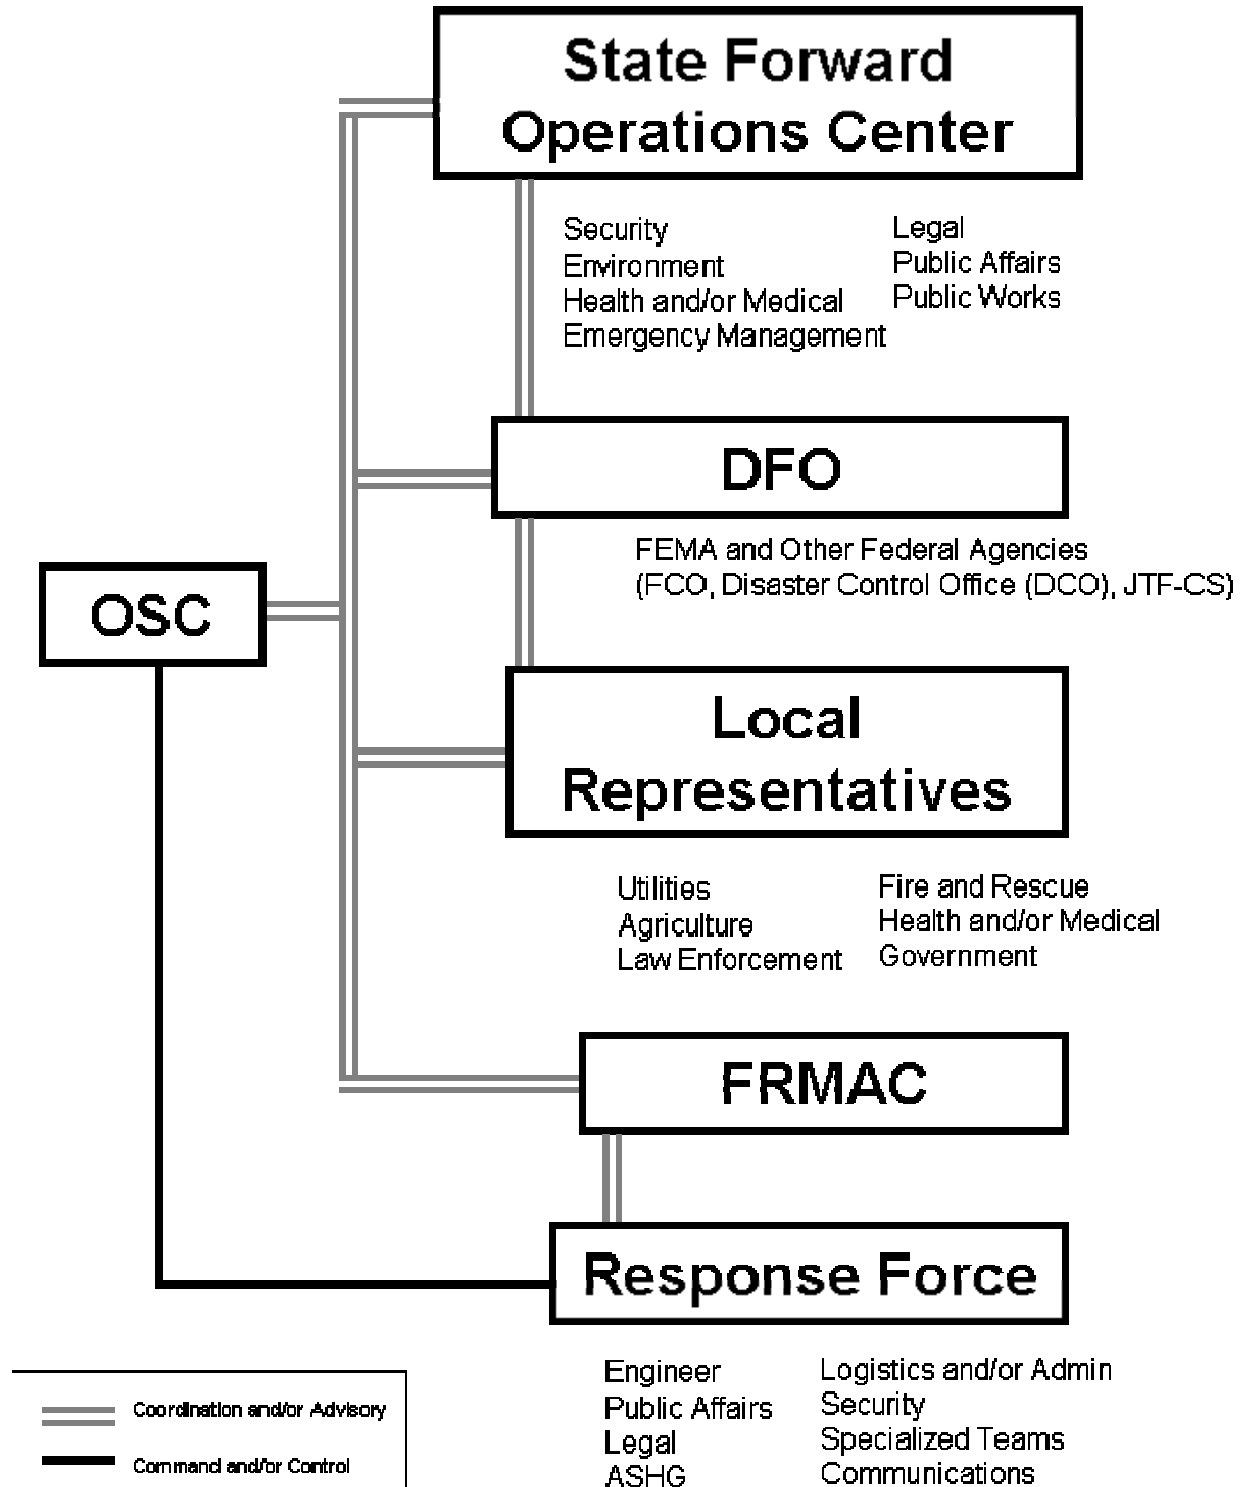 State Forward
Operations Center
Security
Environment
Health and/or Medical
Emergency Management
Legal
Public Affairs
Public Works
DFO
FEMA and Other Federal Agencies
(FCO, Disaster Control Office (DCO), JTF-CS)
OSC
Local
Representatives
Utilities
Agriculture
Law Enforcement
Fire and Rescue
Health and/or Medical
Government
FRMAC
Response Force
Engineer
Public Affairs
Legal
ASHG
Logistics and/or Admin
Security
Specialized Teams
Communications
Coordination and/or Advisory
Command and/or Control